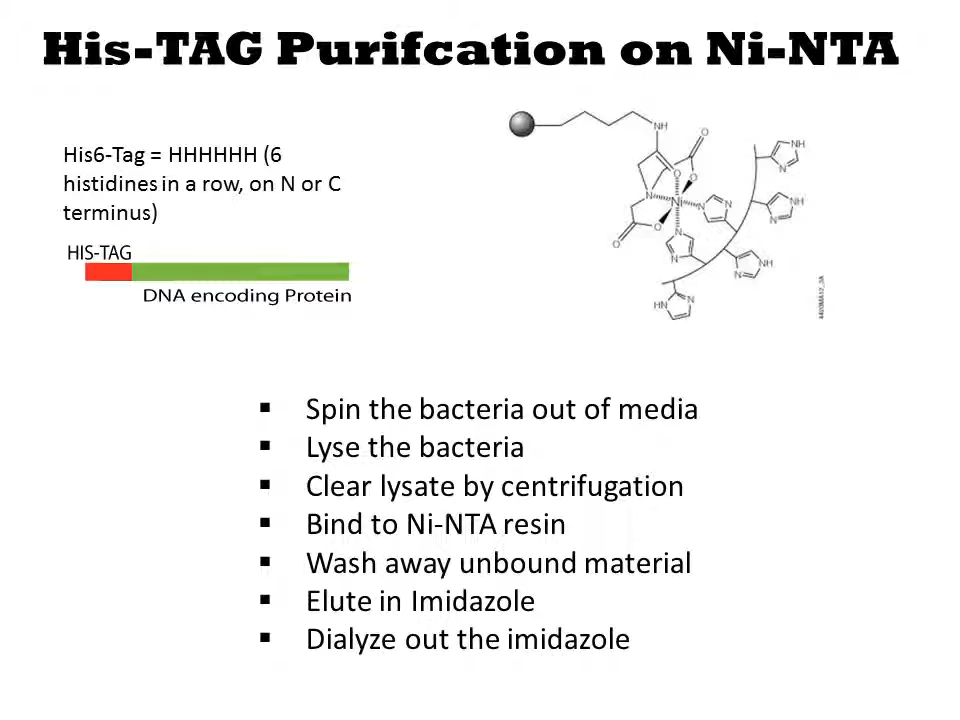 His-TAG Purifcation on Ni-NTA
His6-Tag = HHHHHH (6
histidines in a row, on N or C
terminus)
HIS-TAG
DNA encoding Protein
NH
O
O
O
N
Ni
O
O
N
N
N
N
NH
N
NH
N
N
NH
HN
N
▪ Spin the bacteria out of media
▪ Lyse the bacteria
▪ Clear lysate by centrifugation
▪ Bind to Ni-NTA resin
▪ Wash away unbound material
▪ Elute in Imidazole
▪ Dialyze out the imidazole